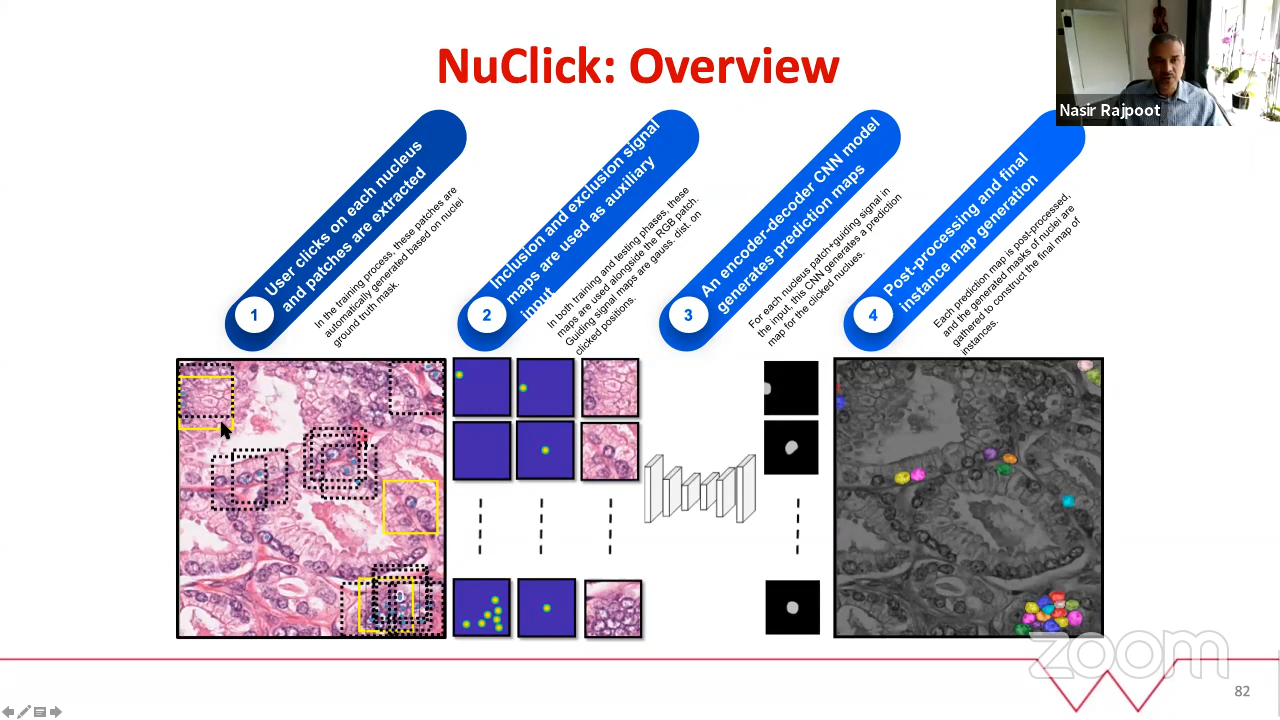 NuClick: Overview
Nasir Rajpoot
1
User clicks on each nucleus
and patches are extracted
In the training process, these patches are
automatically generated based on nuclei
ground truth mask.
2
Inclusion and exclusion signal
maps are used as auxiliary
input
In both training and testing phases, these
maps are used alongside the RGB patch.
Guiding signal maps are gauss. dist. on
clicked positions.
3
An encoder-decoder CNN model
generates prediction maps
For each nucleus patch+guiding signal in
the input, this CNN generates a prediction
map for the clicked nuclues.
4
Post-processing and final
instance map generation
Each prediction map is post-processed,
and the generated masks of nuclei are
gathered to construct the final map of
instances.
zoom
82